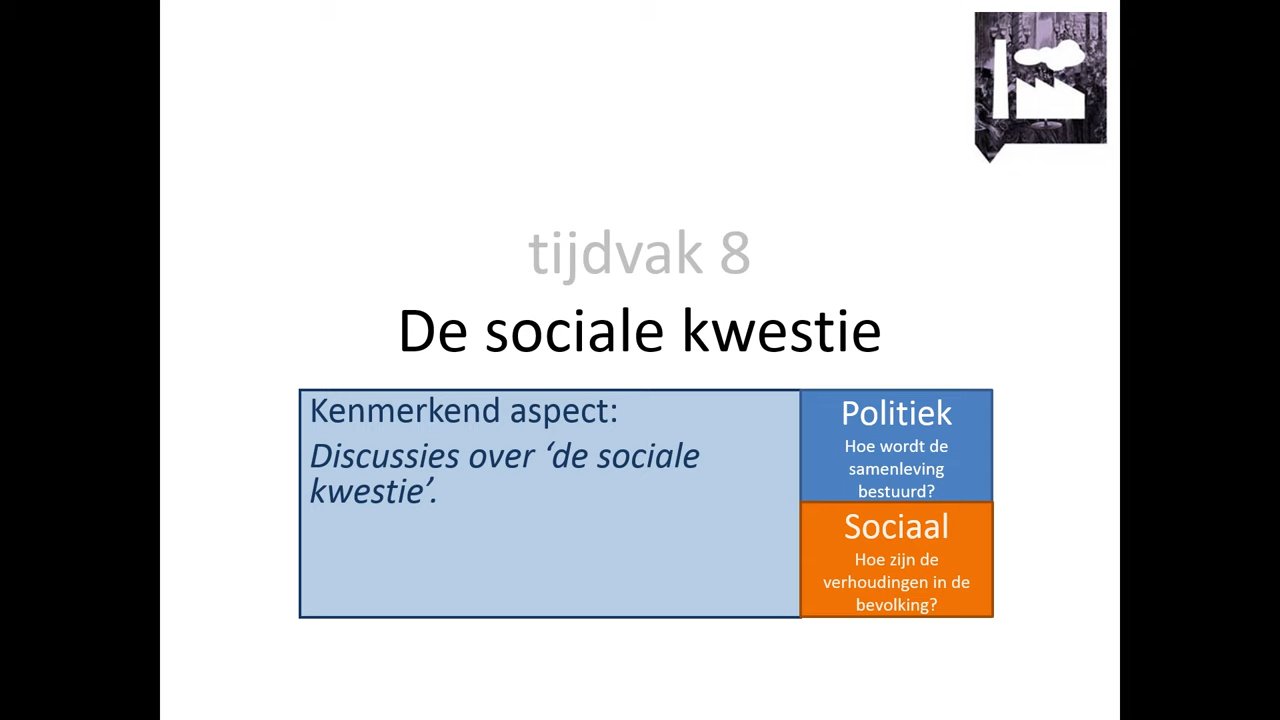 tijdvak 8
De sociale kwestie
Kenmerkend aspect:
Discussies over ‘de sociale
kwestie’.
Politiek
Hoe wordt de
samenleving
bestuurd?
Sociaal
Hoe zijn de
verhoudingen in de
bevolking?